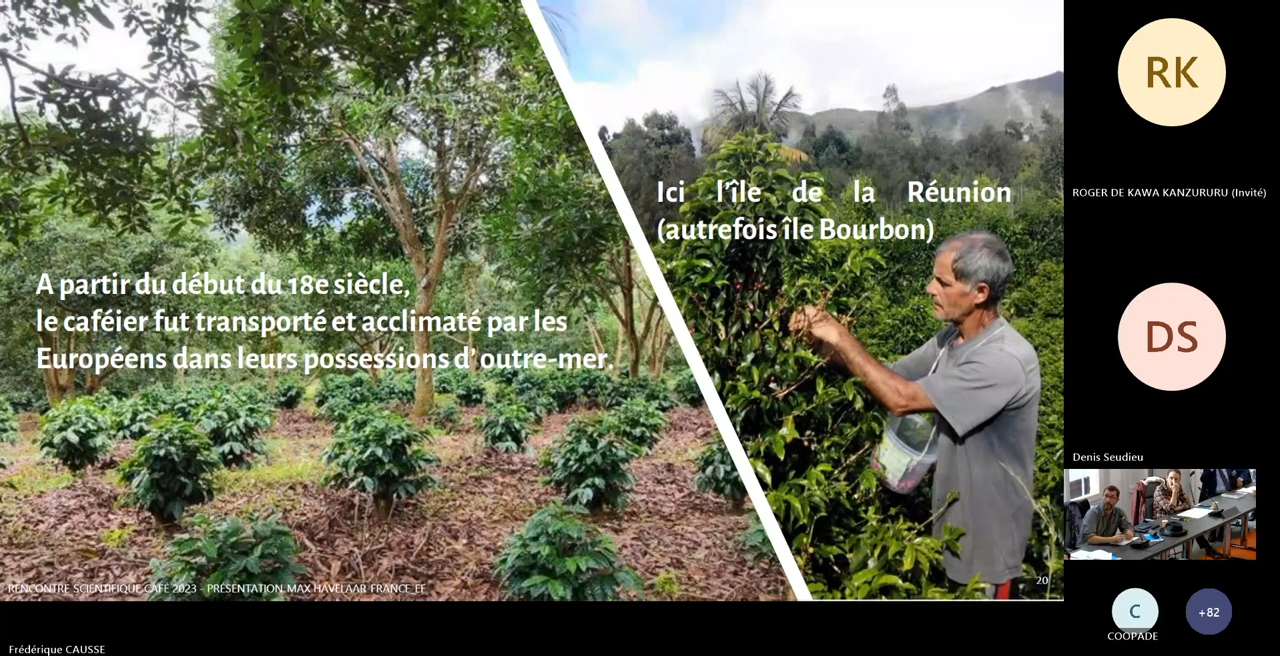 A partir du début du 18e siècle,
le caféier fut transporté et acclimaté par les
Européens dans leurs possessions d'outre-mer.
Ici l'île de la Réunion
(autrefois île Bourbon)
RENCONTRE SCIENTIFIQUE CAFÉ 2023 - PRÉSENTATION MAX HAVELAAR FRANCE_EF
20
Frédérique CAUSSE
RK
ROGER DE KAWA KANZURURU (Invité)
DS
Denis Seudieu
C
+82
COOPADE